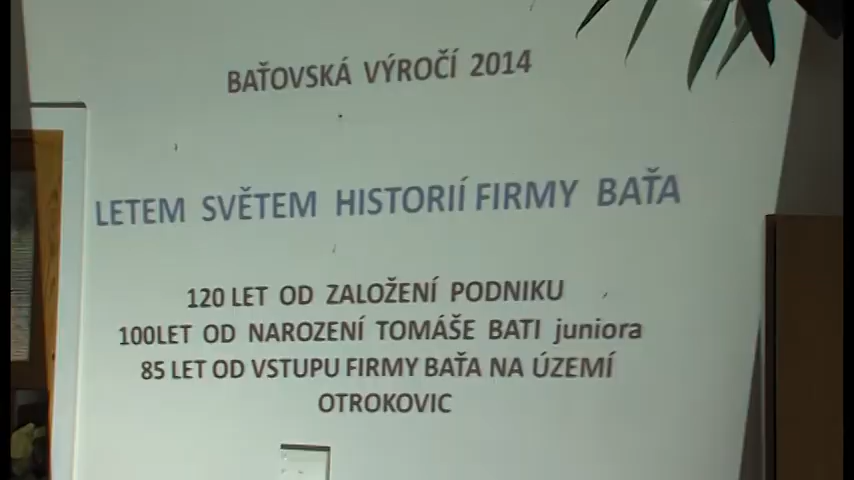 BAŤOVSKÁ VÝROČÍ 2014
LETEM SVĚTEM HISTORIÍ FIRMY BAŤA
120 LET OD ZALOŽENÍ PODNIKU
100LET OD NAROZENÍ TOMÁŠE BATI juniora
85 LET OD VSTUPU FIRMY BAŤA NA ÚZEMÍ
OTROKOVIC